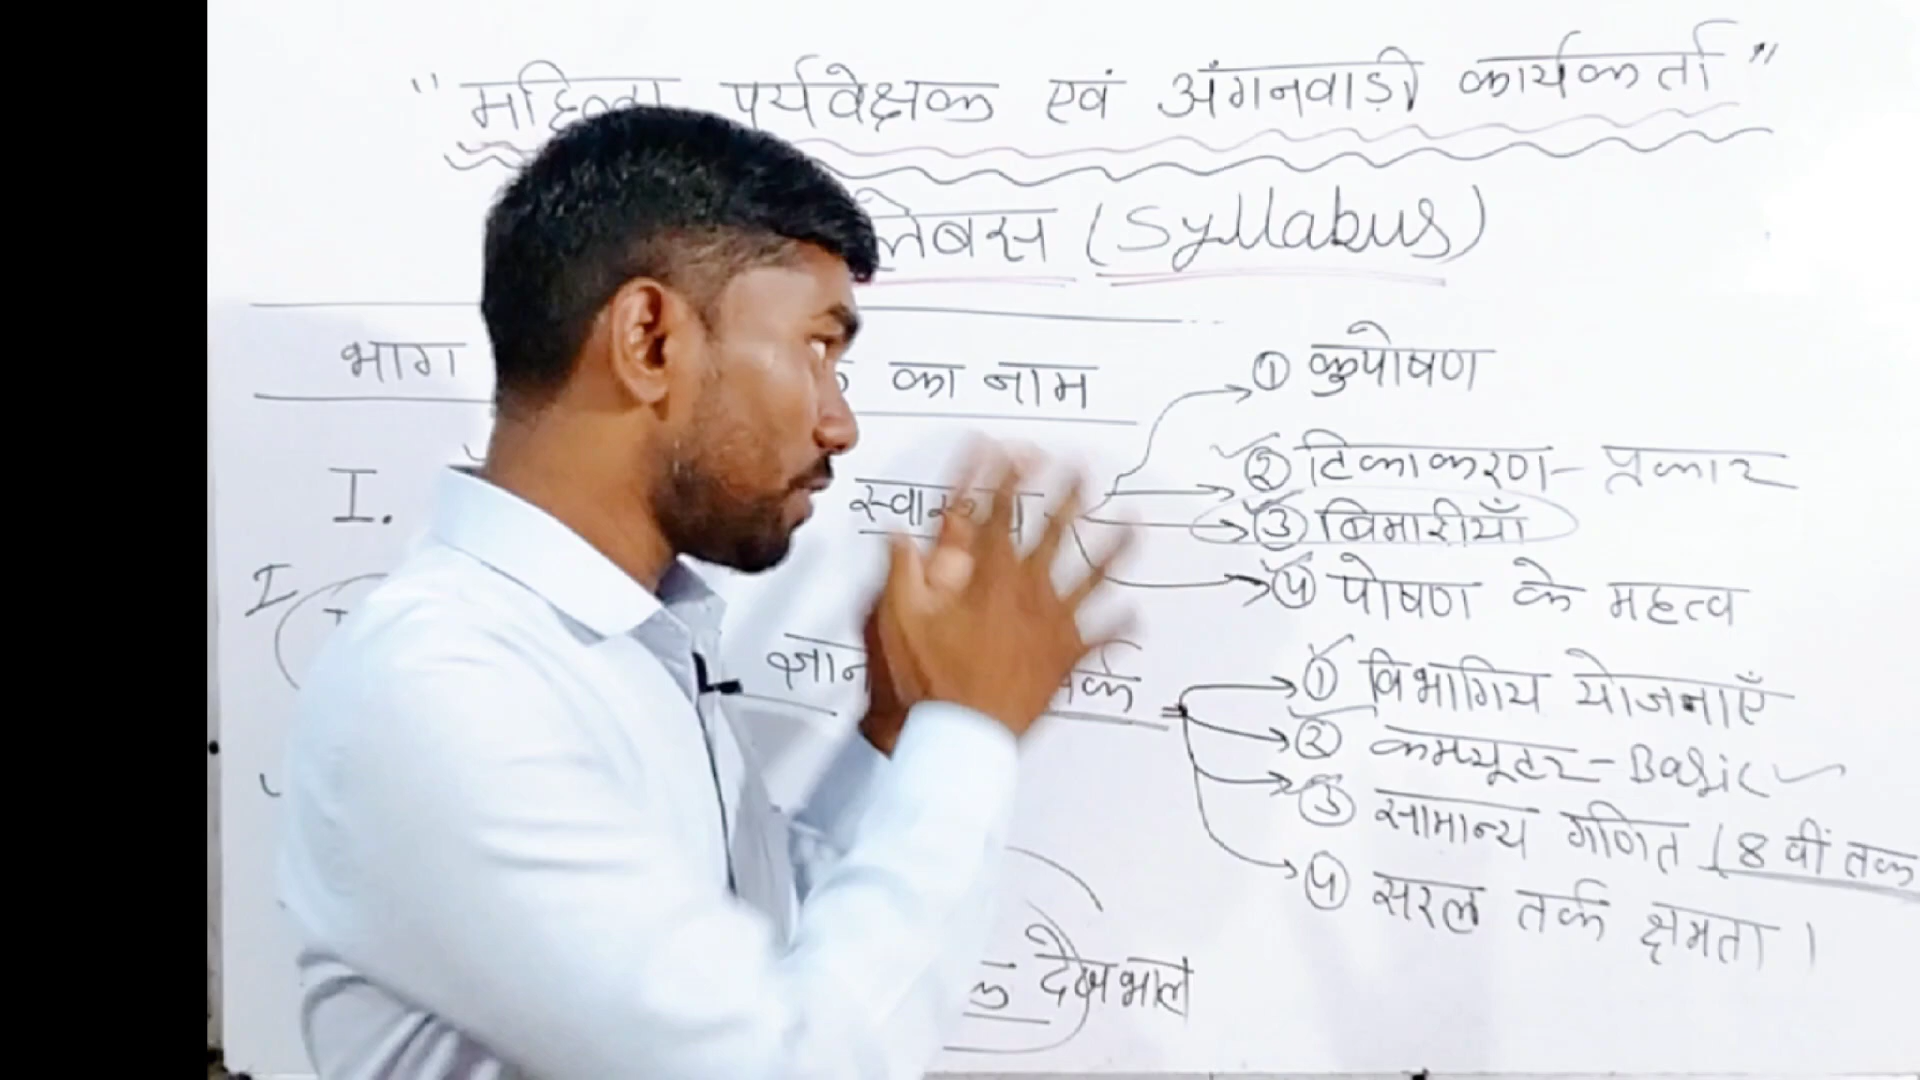 "महिला पर्यवेक्षक एवं अंगनवाड़ी कार्यकर्ता"
लेबस (Syllabus)
भाग का नाम
I. स्वास्थ्य
① कुपोषण
② टिकाकरण - प्रकार
③ बिमारीयाँ
④ पोषण के महत्व
ज्ञान
① विभागिय योजनाएँ
② कम्प्यूटर - Basic
③ सामान्य गणित (8 वीं तक
④ सरल तर्क क्षमता ।
देखभाल